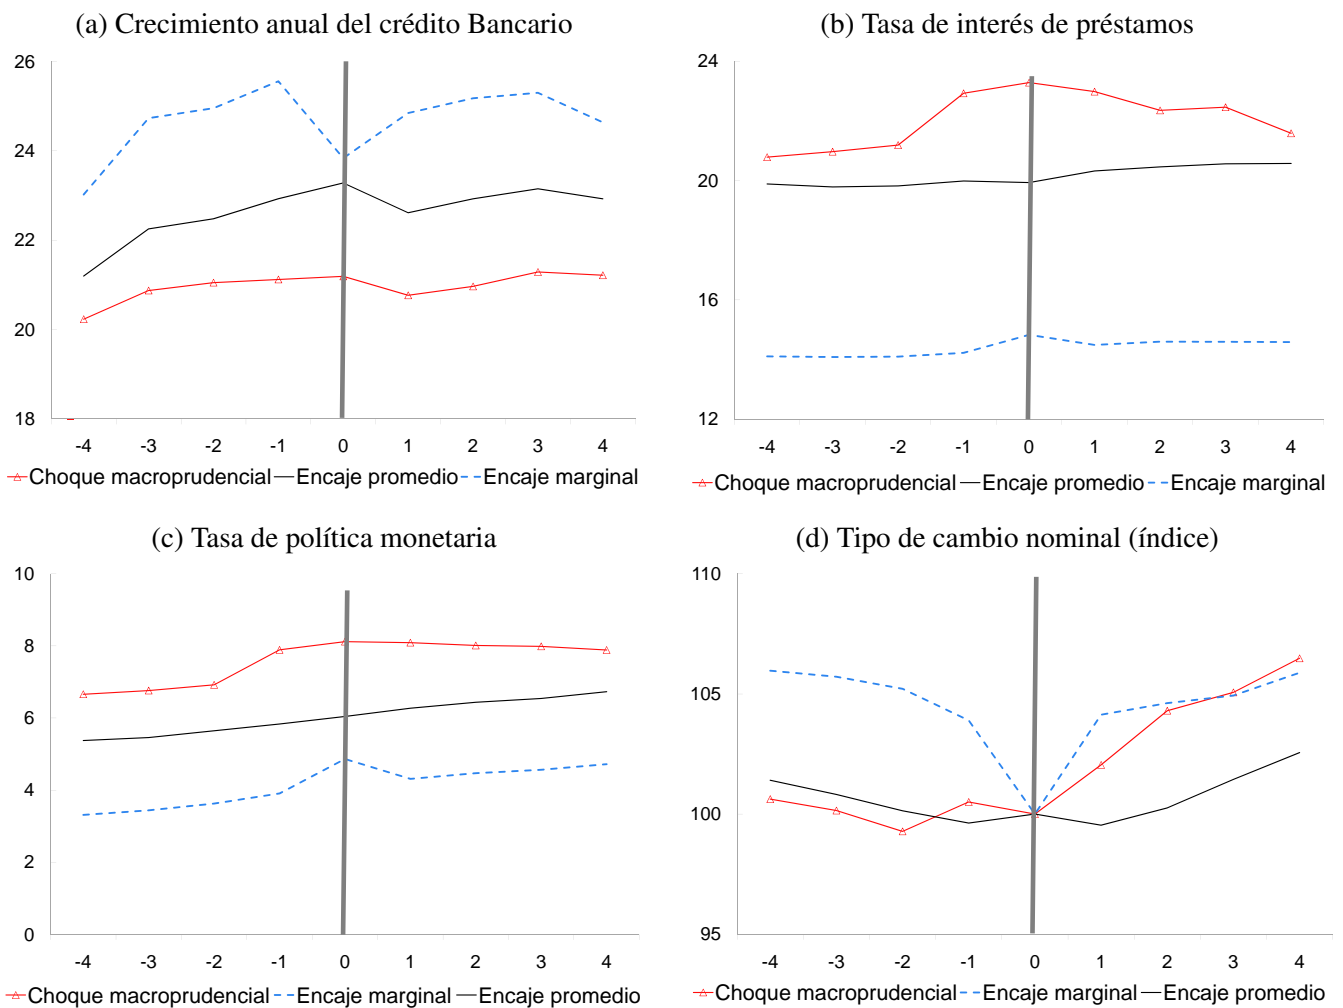 (a) Crecimiento anual del crédito Bancario
26
24
22
20
18
-4 -3 -2 -1 0 1 2 3 4
Choque macroprudencial Encaje promedio Encaje marginal
(b) Tasa de interés de préstamos
24
20
16
12
-4 -3 -2 -1 0 1 2 3 4
Choque macroprudencial Encaje promedio Encaje marginal
(c) Tasa de política monetaria
10
8
6
4
2
0
-4 -3 -2 -1 0 1 2 3 4
Choque macroprudencial Encaje marginal Encaje promedio
(d) Tipo de cambio nominal (índice)
110
105
100
95
-4 -3 -2 -1 0 1 2 3 4
Choque macroprudencial Encaje marginal Encaje promedio